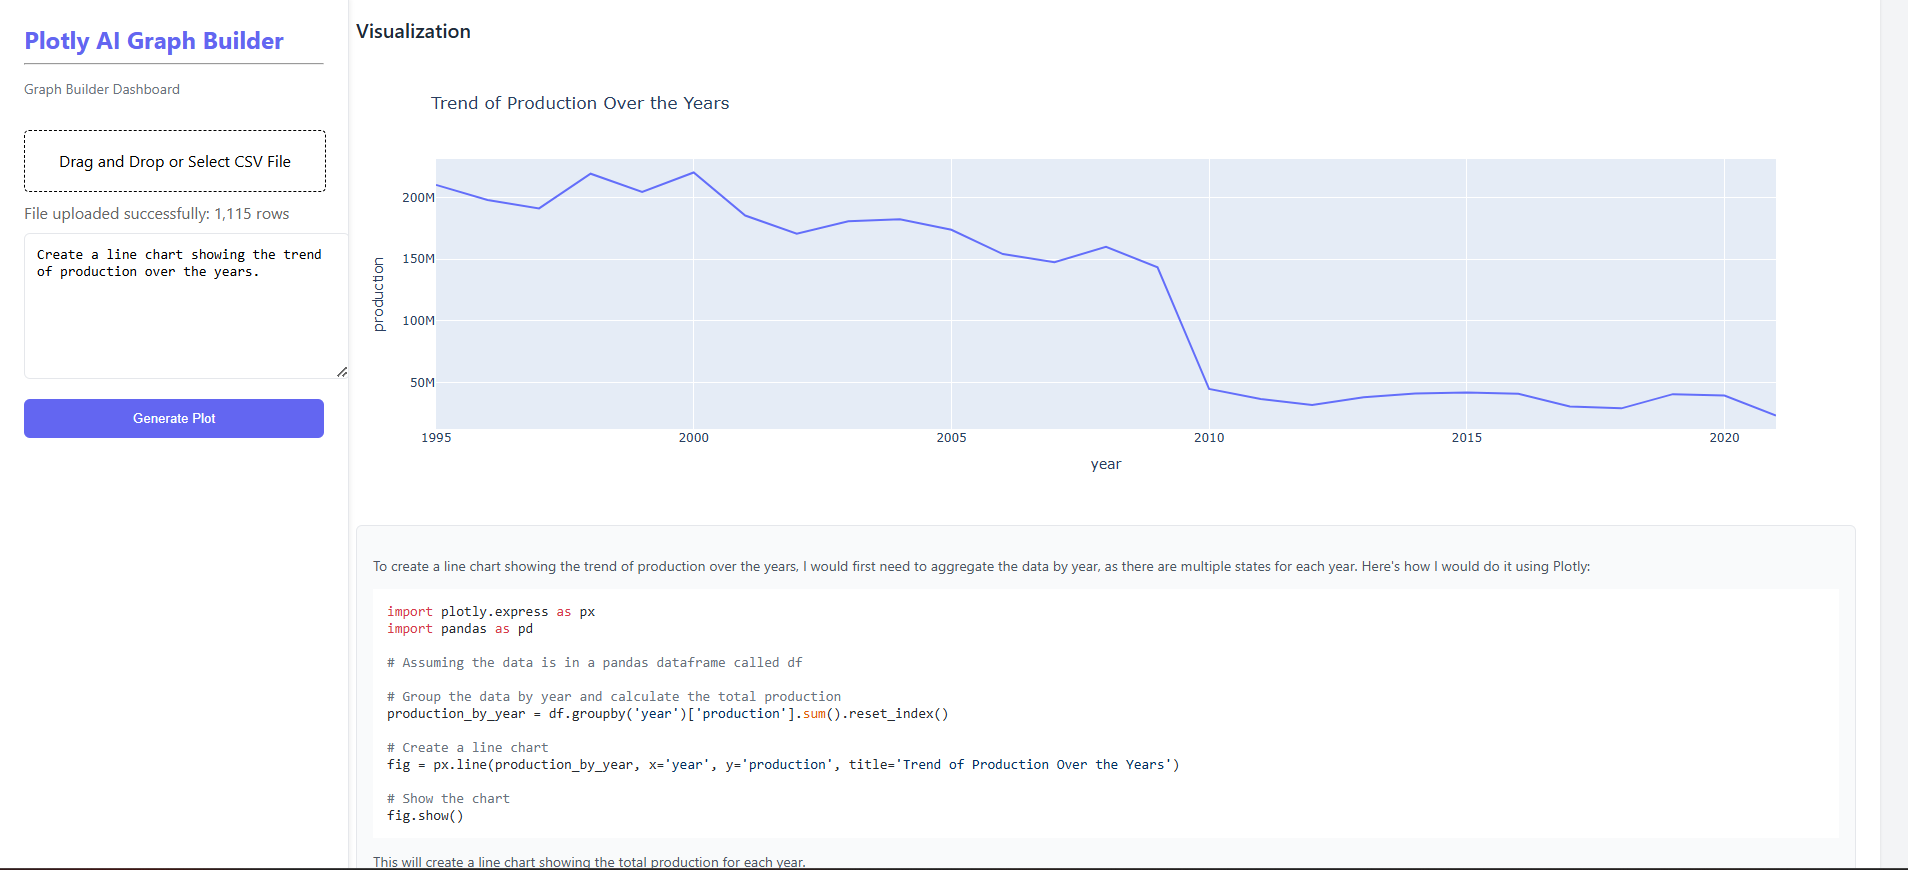 Plotly AI Graph Builder
Graph Builder Dashboard
Drag and Drop or Select CSV File
File uploaded successfully: 1,115 rows
Create a line chart showing the trend
of production over the years.
Generate Plot
Visualization
Trend of Production Over the Years
production
200M
150M
100M
50M
1995
2000
2005
2010
2015
2020
year
To create a line chart showing the trend of production over the years, I would first need to aggregate the data by year, as there are multiple states for each year. Here's how I would do it using Plotly:
import plotly.express as px
import pandas as pd
# Assuming the data is in a pandas dataframe called df
# Group the data by year and calculate the total production
production_by_year = df.groupby('year')['production'].sum().reset_index()
# Create a line chart
fig = px.line(production_by_year, x='year', y='production', title='Trend of Production Over the Years')
# Show the chart
fig.show()
This will create a line chart showing the total production for each year.